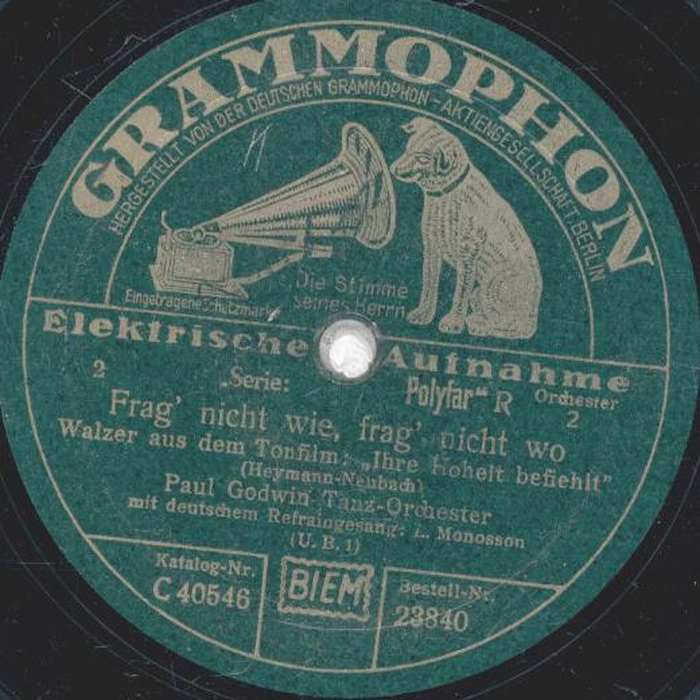 GRAMMOPHON
HERGESTELLT VON DER DEUTSCHEN GRAMMOPHON - AKTIENGESELLSCHAFT, BERLIN
Die Stimme
seines Herrn
Eingetragene Schutzmarke
Elektrische Aufnahme
2 „Serie: Polyfar“ R Orchester
2
Frag' nicht wie, frag' nicht wo
Walzer aus dem Tonfilm: „Ihre Hoheit befiehlt”
(Heymann-Neubach)
Paul Godwin Tanz-Orchester
mit deutschem Refraingesang: L. Monosson
(U. B. 1)
Katalog-Nr.
C 40546
BIEM
Bestell-Nr.
23840